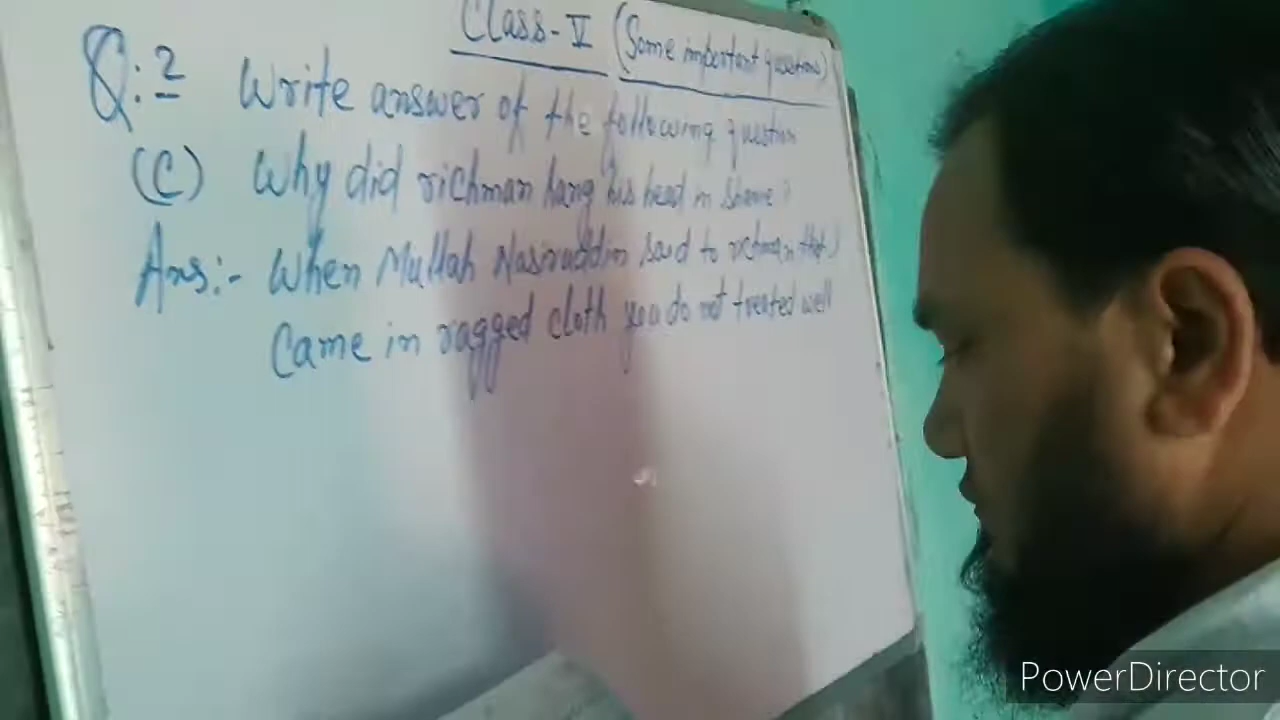 Class-V (Some important questions)
Q:2 Write answer of the following question
(C) Why did richman hang his head in shame?
Ans:- When Mullah Nasiruddin said to richman that I
Came in ragged cloth you do not treated well
PowerDirector